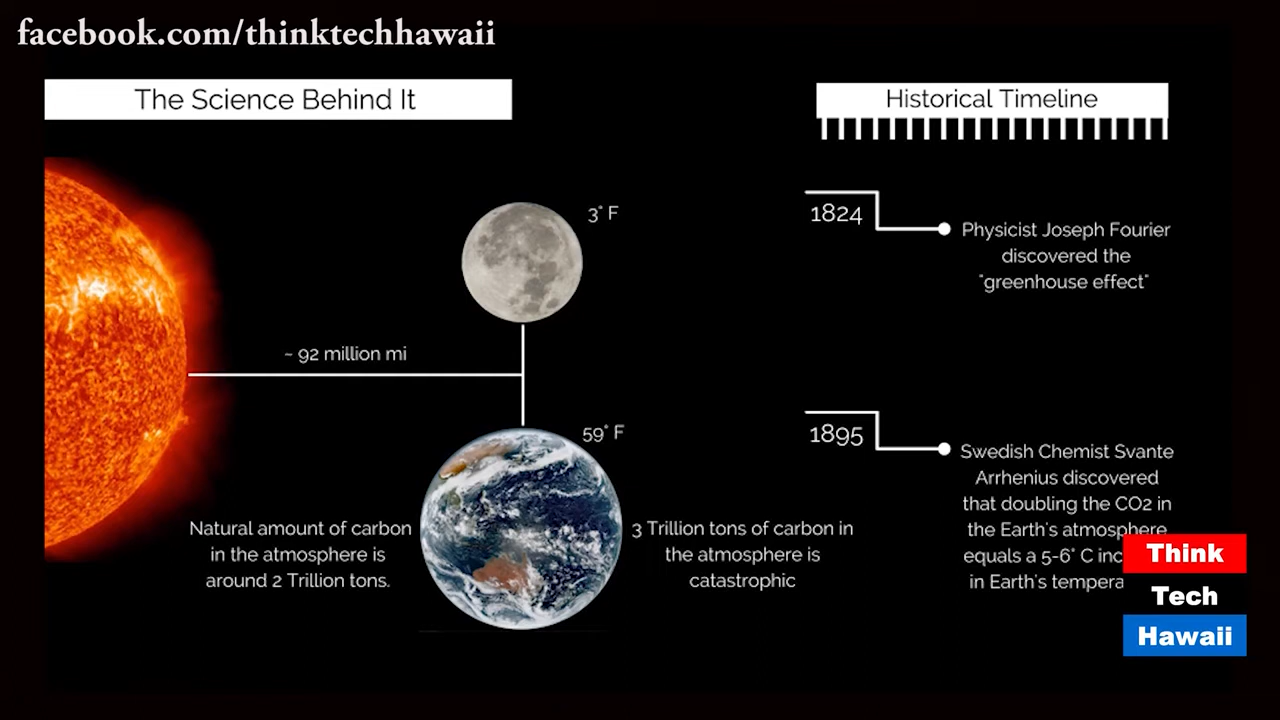 facebook.com/thinktechhawaii
The Science Behind It
3° F
~ 92 million mi
59° F
Natural amount of carbon
in the atmosphere is
around 2 Trillion tons.
3 Trillion tons of carbon in
the atmosphere is
catastrophic
Historical Timeline
1824
Physicist Joseph Fourier
discovered the
"greenhouse effect"
1895
Swedish Chemist Svante
Arrhenius discovered
that doubling the CO2 in
the Earth's atmosphere
equals a 5-6° C
in Earth's
Think
Tech
Hawaii